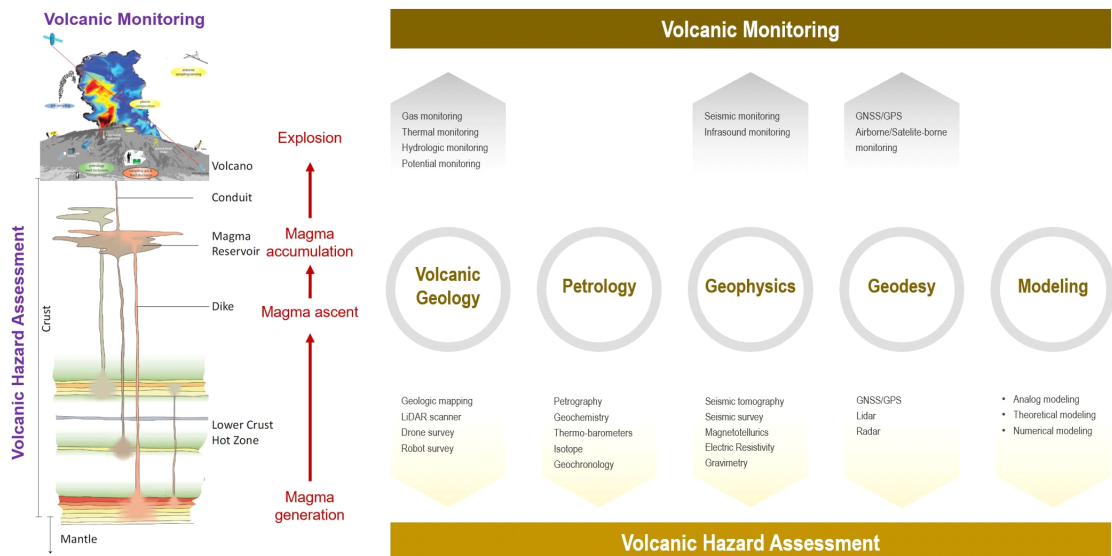 Volcanic Monitoring
Explosion
Volcano
Conduit
Magma
Reservoir
Magma
accumulation
Dike
Magma ascent
Lower Crust
Hot Zone
Magma
generation
Mantle
Crust
Volcanic Hazard Assessment
Volcanic Monitoring
Gas monitoring
Thermal monitoring
Hydrologic monitoring
Potential monitoring
Seismic monitoring
Infrasound monitoring
GNSS/GPS
Airborne/Satelite-borne
monitoring
Volcanic
Geology
Petrology
Geophysics
Geodesy
Modeling
Geologic mapping
LiDAR scanner
Drone survey
Robot survey
Petrography
Geochemistry
Thermo-barometers
Isotope
Geochronology
Seismic tomography
Seismic survey
Magnetotellurics
Electric Resistivity
Gravimetry
GNSS/GPS
Lidar
Radar
• Analog modeling
• Theoretical modeling
• Numerical modeling
Volcanic Hazard Assessment